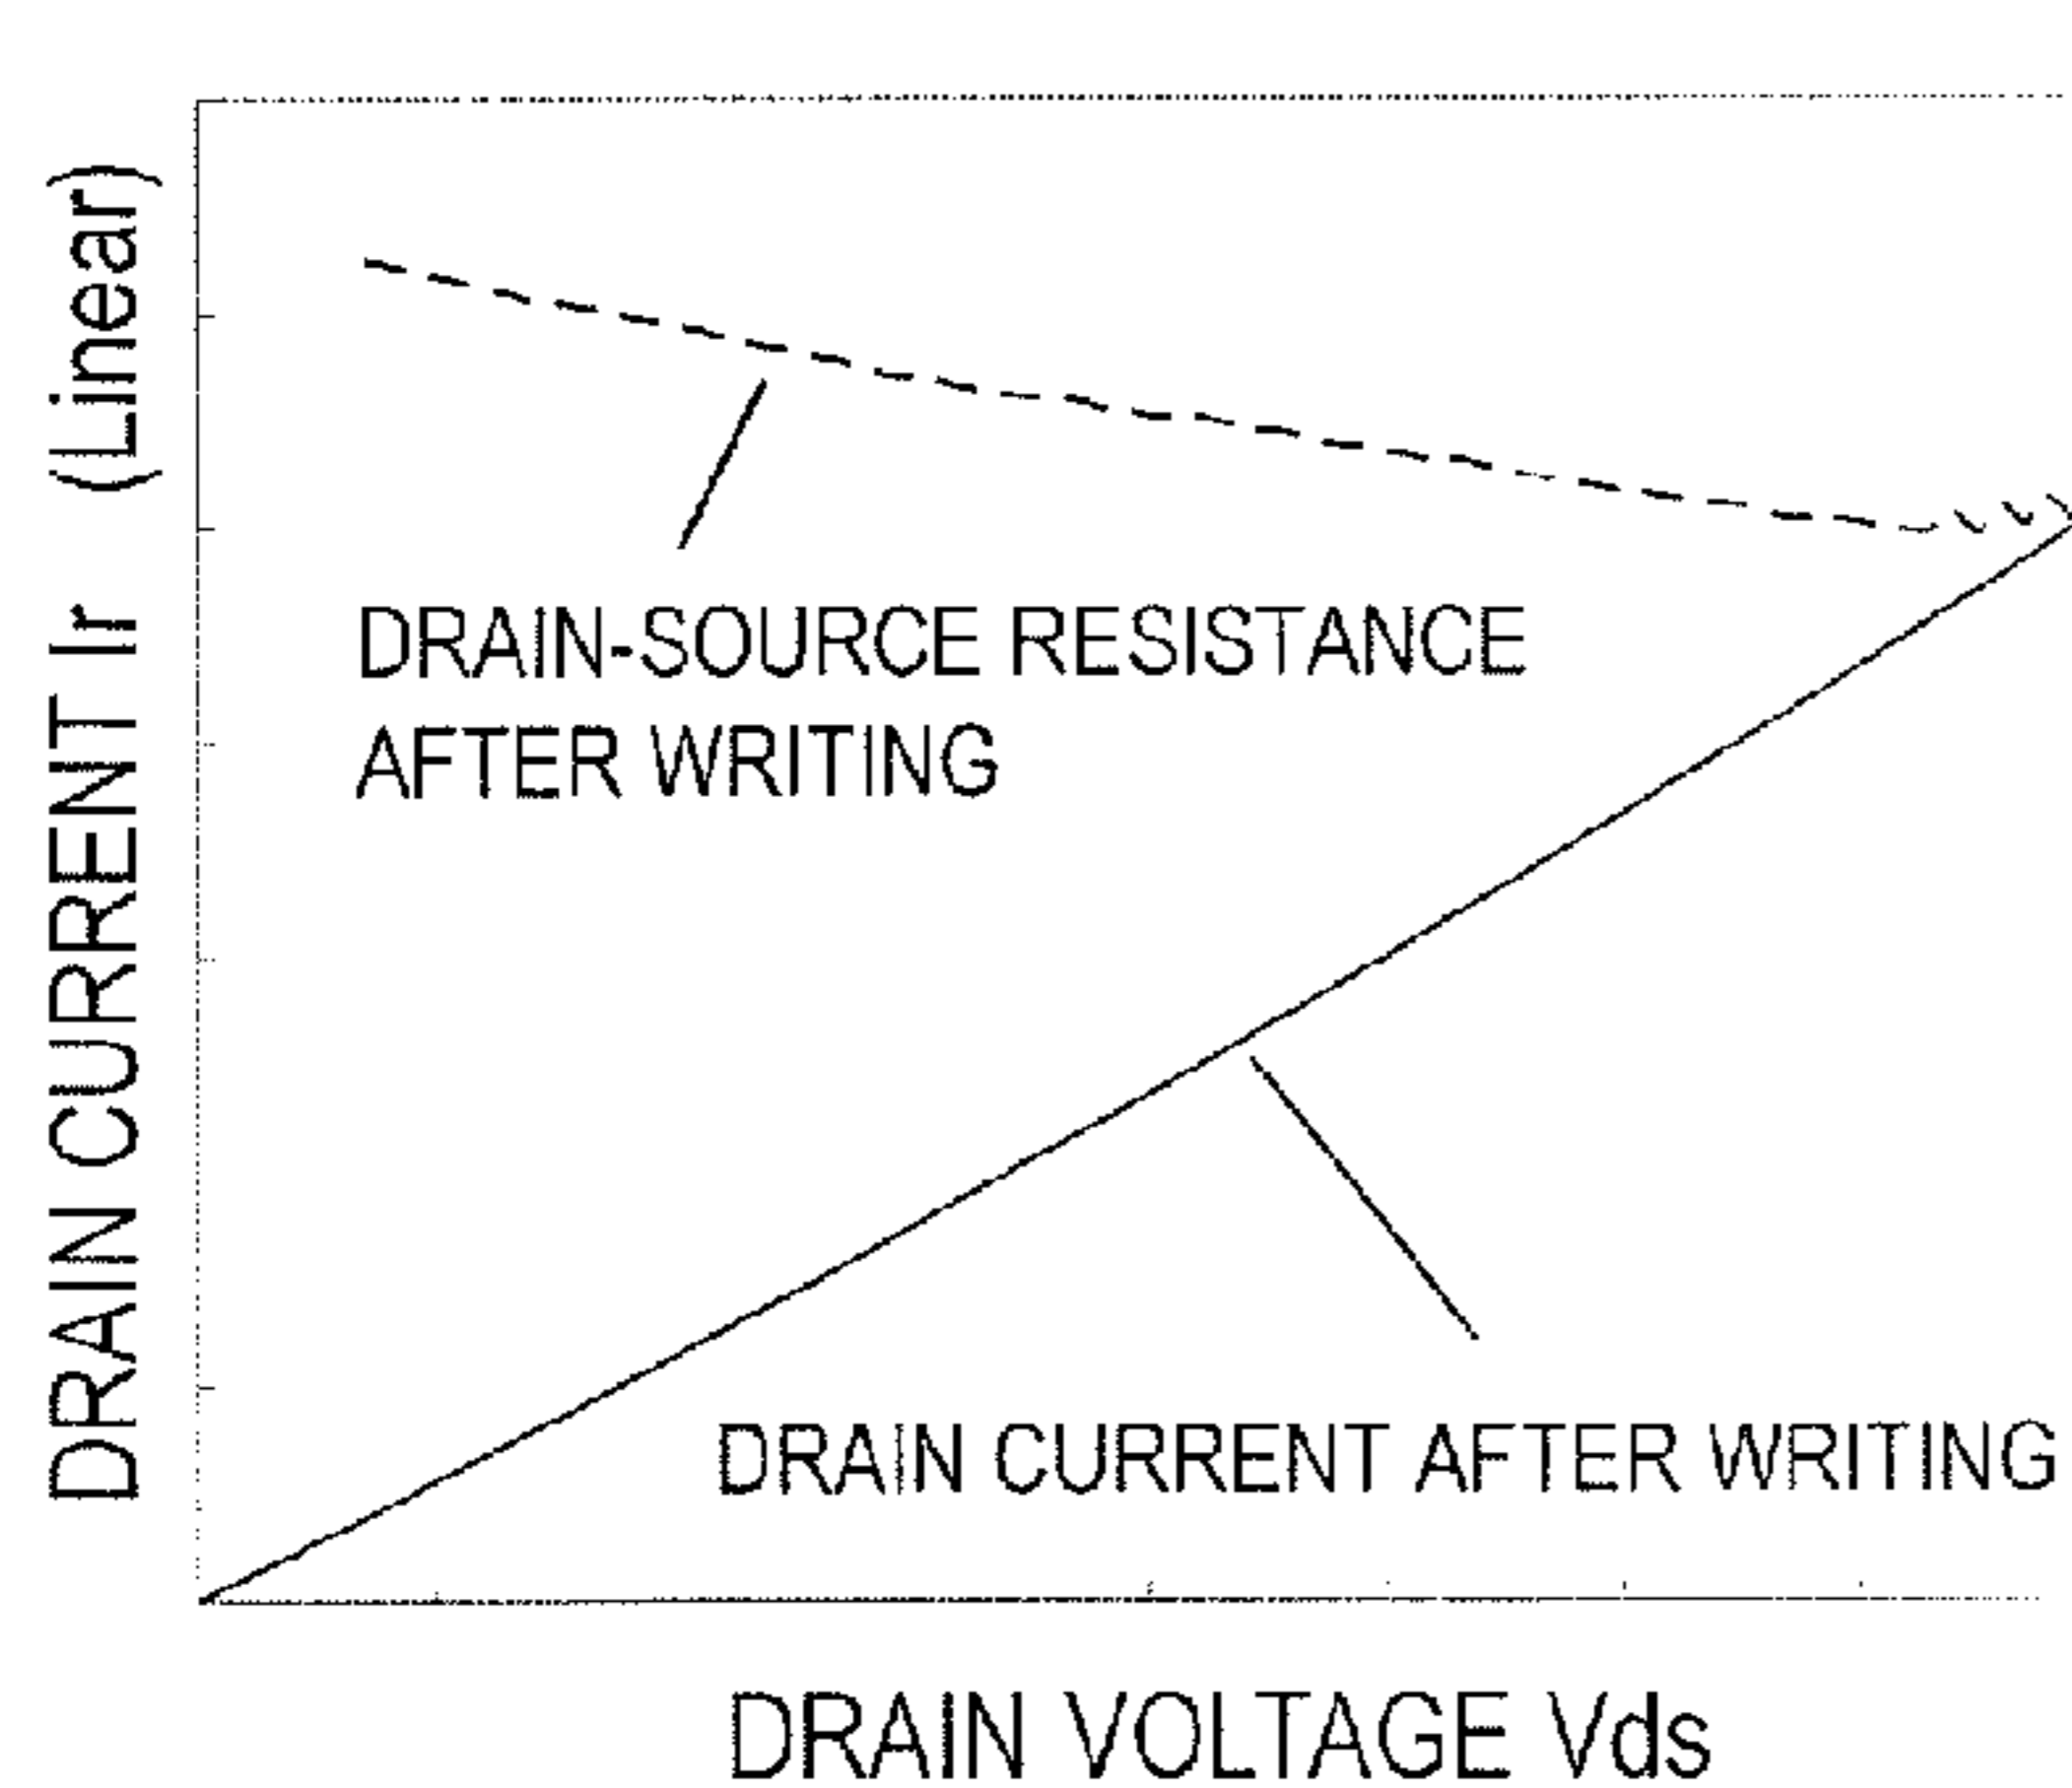 DRAIN CURRENT Ir (Linear)
DRAIN-SOURCE RESISTANCE
AFTER WRITING
DRAIN CURRENT AFTER WRITING
DRAIN VOLTAGE Vds